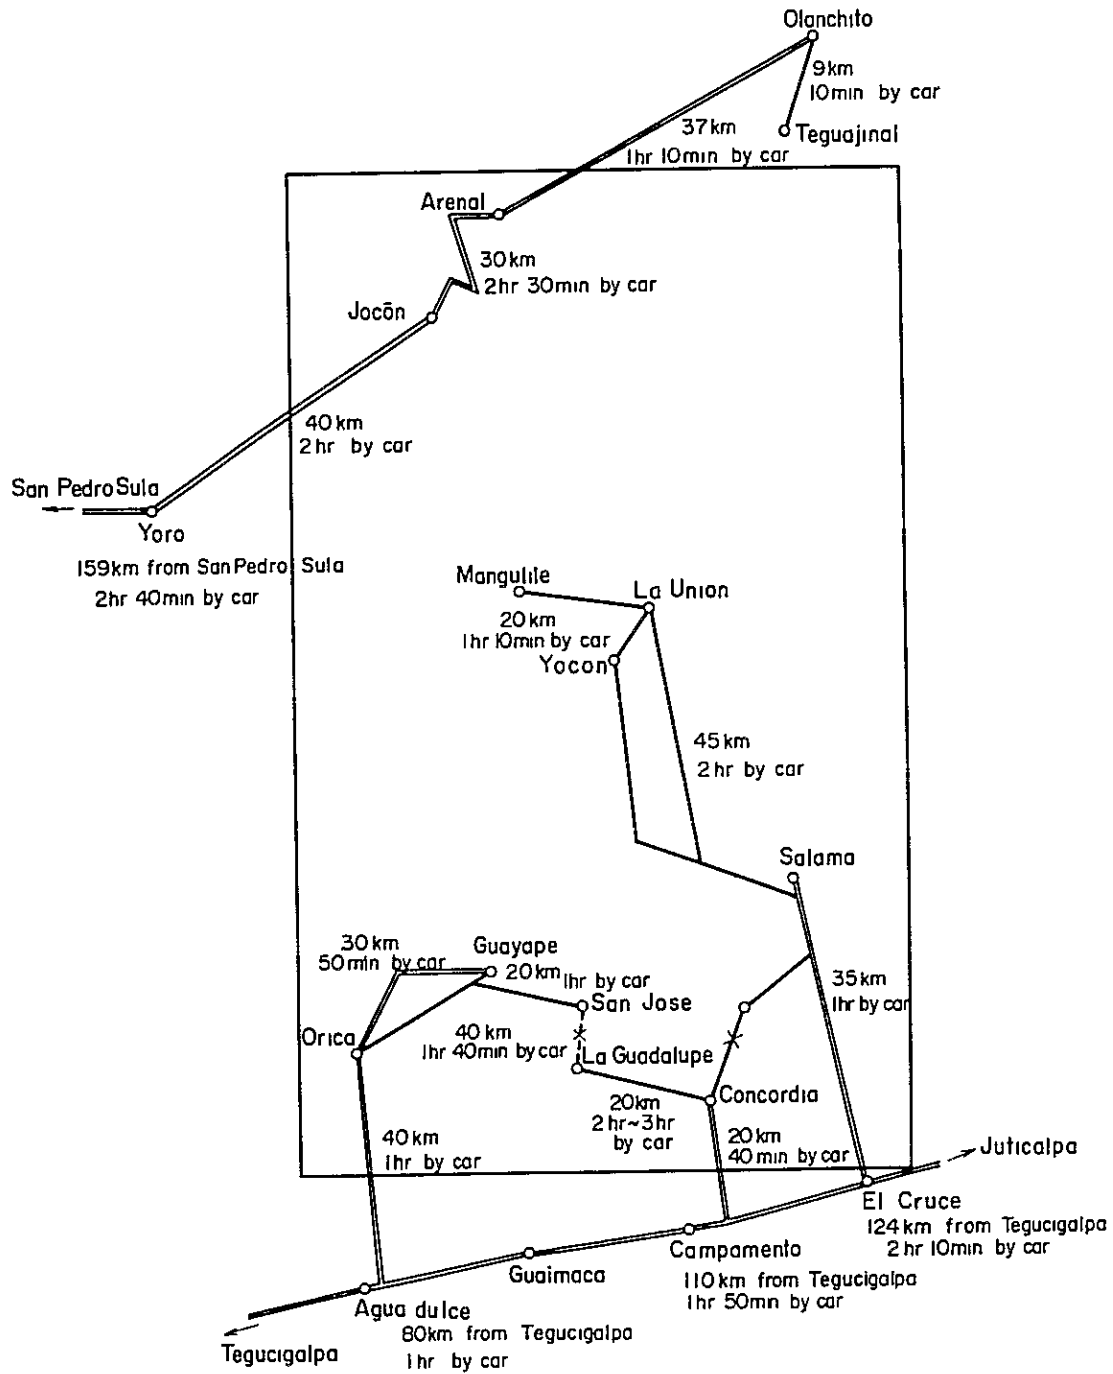 Olanchito
9km
10min by car
Teguajinal
37km
1hr 10min by car
Arenal
30km
2hr 30min by car
Jocōn
40km
2hr by car
San Pedro Sula
Yoro
159km from San Pedro Sula
2hr 40min by car
Mangulile
La Union
20km
1hr 10min by car
Yocon
45km
2hr by car
Salama
30km
50min by car
Guayape
20km 1hr by car
San Jose
35km
1hr by car
Orica
40km
1hr 40min by car
La Guadalupe
Concordia
20km
2hr~3hr
by car
20km
40min by car
40km
1hr by car
Juticalpa
El Cruce
124km from Tegucigalpa
2hr 10min by car
Campamento
110km from Tegucigalpa
1hr 50min by car
Guaimaca
Agua dulce
80km from Tegucigalpa
1hr by car
Tegucigalpa